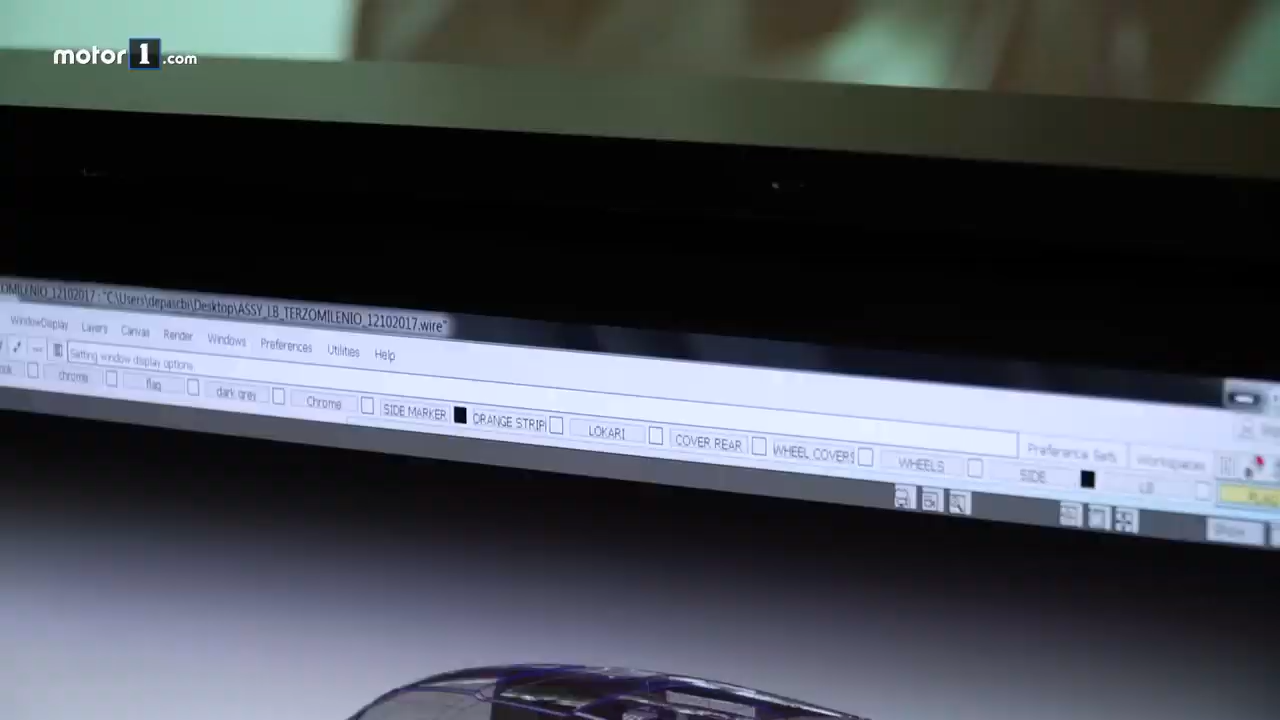 motor1.com
OMILENIO_12102017 : "C:\Users\depascbi\Desktop\ASSY_LB_TERZOMILENIO_12102017.wire"
WindowDisplay Layers Canvas Render Windows Preferences Utilities Help
Setting window display options
Preference Sets Workspaces
chrome flag dark grey Chrome SIDE MARKER ORANGE STRIP LOKARI COVER REAR WHEEL COVERS WHEELS SIDE LB
Show